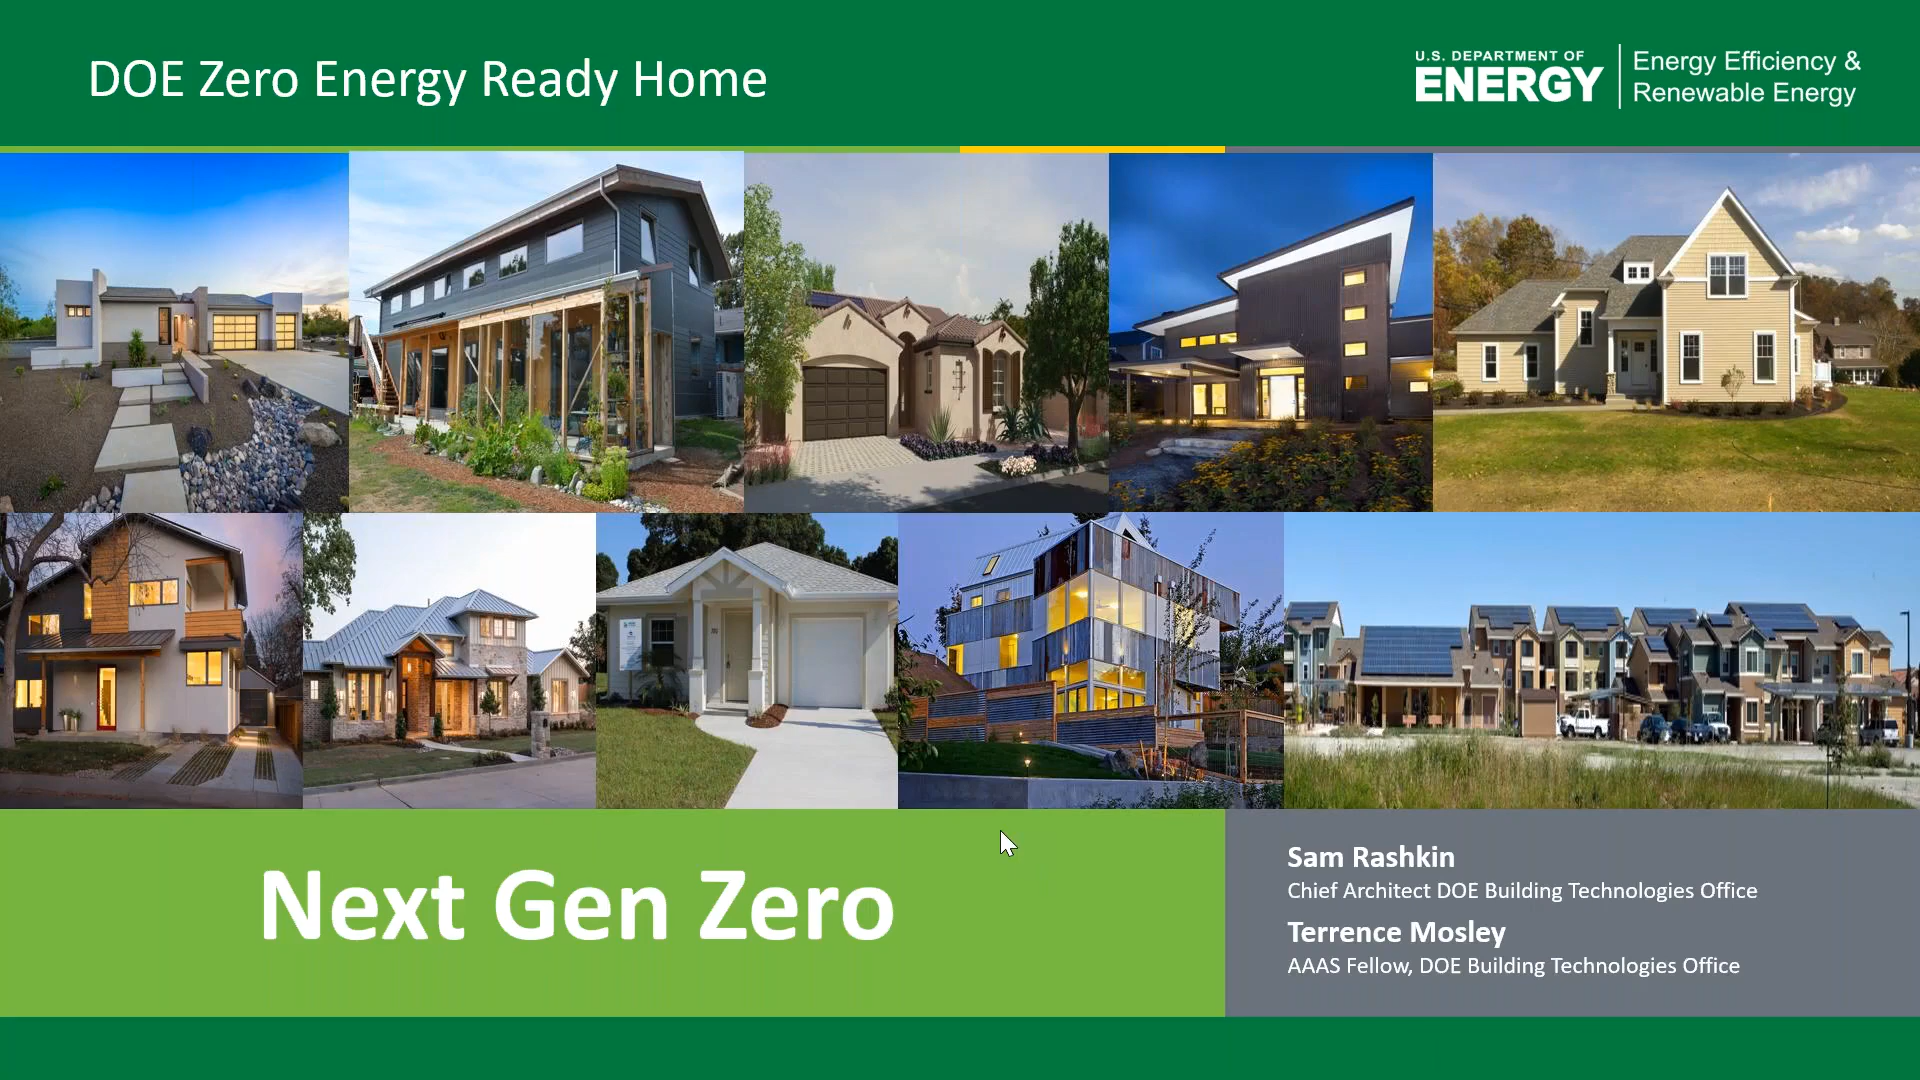 DOE Zero Energy Ready Home
U.S. DEPARTMENT OF
ENERGY
Energy Efficiency &
Renewable Energy
Next Gen Zero
Sam Rashkin
Chief Architect DOE Building Technologies Office
Terrence Mosley
AAAS Fellow, DOE Building Technologies Office